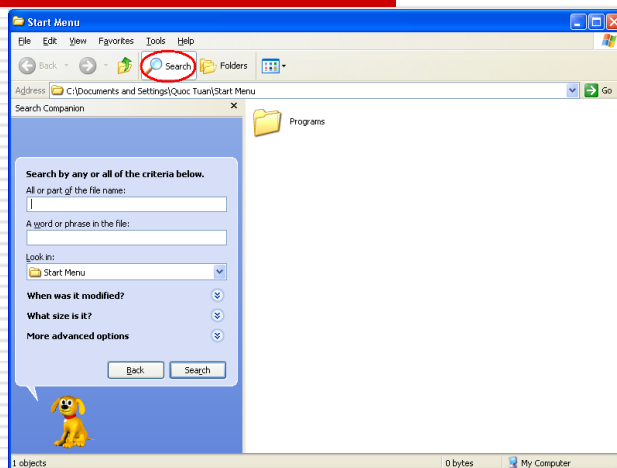 Start Menu
File Edit View Favorites Tools Help
Back Search Folders
Address C:\Documents and Settings\Quoc Tuan\Start Menu Go
Search Companion
Programs
Search by any or all of the criteria below.
All or part of the file name:
A word or phrase in the file:
Look in:
Start Menu
When was it modified?
What size is it?
More advanced options
Back Search
1 objects 0 bytes My Computer